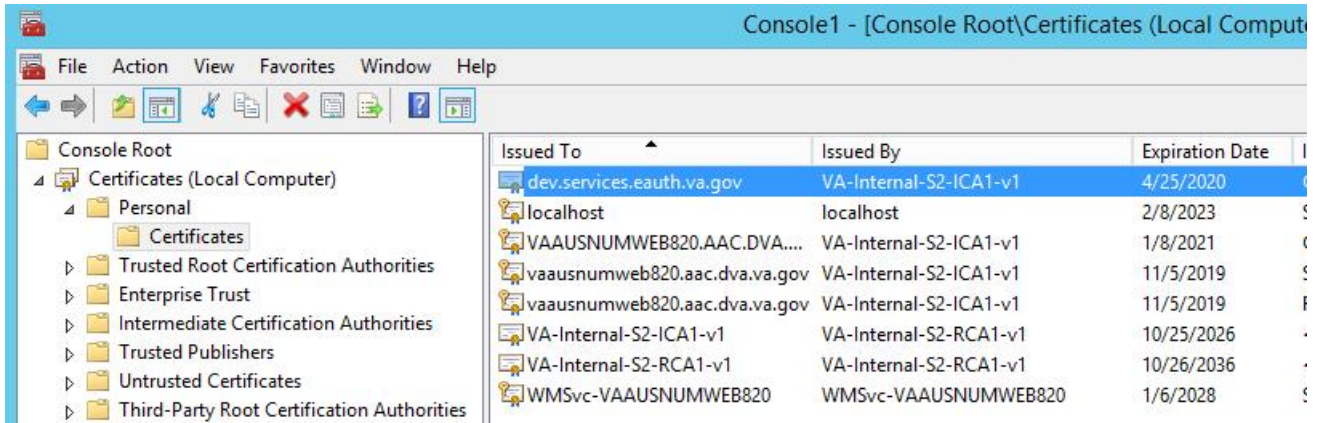 Console1 - [Console Root\Certificates (Local Compute
File Action View Favorites Window Help
Console Root
Certificates (Local Computer)
Personal
Certificates
Trusted Root Certification Authorities
Enterprise Trust
Intermediate Certification Authorities
Trusted Publishers
Untrusted Certificates
Third-Party Root Certification Authorities
Issued To Issued By Expiration Date
dev.services.eauth.va.gov VA-Internal-S2-ICA1-v1 4/25/2020
localhost localhost 2/8/2023
VAAUSNUMWEB820.AAC.DVA.... VA-Internal-S2-ICA1-v1 1/8/2021
vaausnumweb820.aac.dva.va.gov VA-Internal-S2-ICA1-v1 11/5/2019
vaausnumweb820.aac.dva.va.gov VA-Internal-S2-ICA1-v1 11/5/2019
VA-Internal-S2-ICA1-v1 VA-Internal-S2-RCA1-v1 10/25/2026
VA-Internal-S2-RCA1-v1 VA-Internal-S2-RCA1-v1 10/26/2036
WMSvc-VAAUSNUMWEB820 WMSvc-VAAUSNUMWEB820 1/6/2028